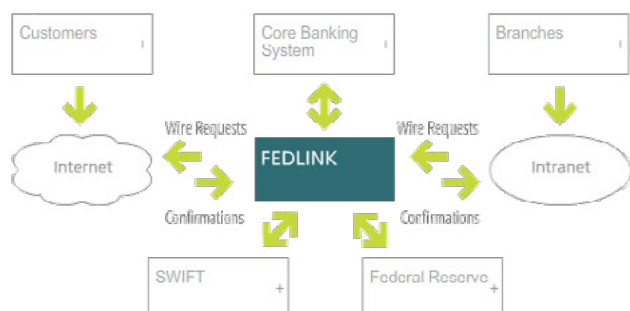 Customers
Core Banking
System
Branches
Wire Requests
Wire Requests
Internet
FEDLINK
Intranet
Confirmations
Confirmations
SWIFT
+
Federal Reserve
+